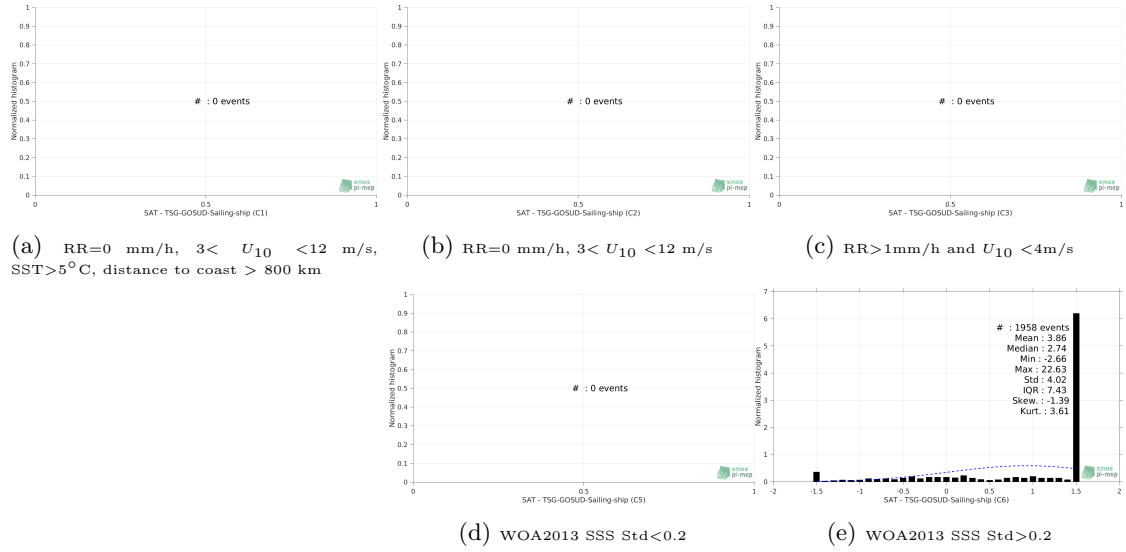 1
0.9
0.8
0.7
0.6
0.5
0.4
0.3
0.2
0.1
0
Normalized histogram
# : 0 events
smos
pi-mep
0 0.5 1
SAT - TSG-GOSUD-Sailing-ship (C1)
(a) RR=0 mm/h, 3< U10 <12 m/s,
SST>5°C, distance to coast > 800 km
1
0.9
0.8
0.7
0.6
0.5
0.4
0.3
0.2
0.1
0
Normalized histogram
# : 0 events
smos
pi-mep
0 0.5 1
SAT - TSG-GOSUD-Sailing-ship (C2)
(b) RR=0 mm/h, 3< U10 <12 m/s
1
0.9
0.8
0.7
0.6
0.5
0.4
0.3
0.2
0.1
0
Normalized histogram
# : 0 events
smos
pi-mep
0 0.5 1
SAT - TSG-GOSUD-Sailing-ship (C3)
(c) RR>1mm/h and U10 <4m/s
1
0.9
0.8
0.7
0.6
0.5
0.4
0.3
0.2
0.1
0
Normalized histogram
# : 0 events
smos
pi-mep
0 0.5 1
SAT - TSG-GOSUD-Sailing-ship (C5)
(d) WOA2013 SSS Std<0.2
7
6
5
4
3
2
1
0
Normalized histogram
# : 1958 events
Mean : 3.86
Median : 2.74
Min : -2.66
Max : 22.63
Std : 4.02
IQR : 7.43
Skew. : -1.39
Kurt. : 3.61
smos
pi-mep
-2 -1.5 -1 -0.5 0 0.5 1 1.5 2
SAT - TSG-GOSUD-Sailing-ship (C6)
(e) WOA2013 SSS Std>0.2